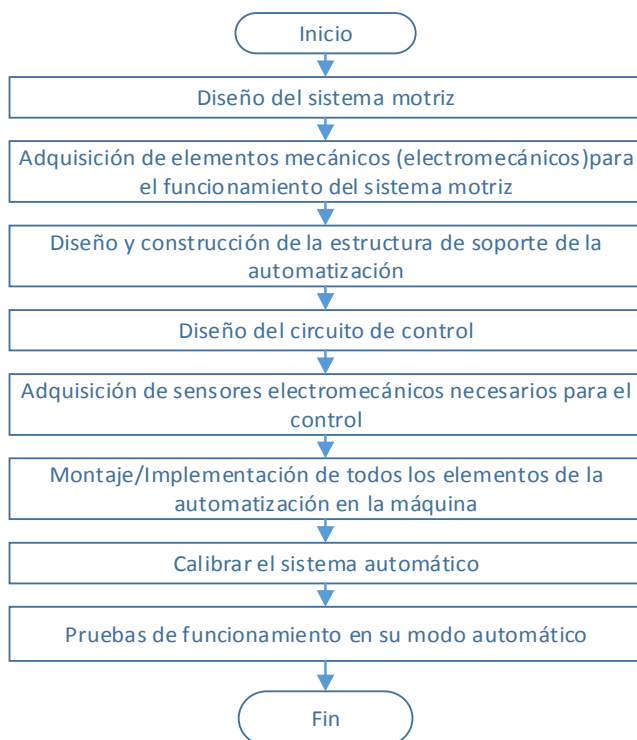 Inicio
Diseño del sistema motriz
Adquisición de elementos mecánicos (electromecánicos)para
el funcionamiento del sistema motriz
Diseño y construcción de la estructura de soporte de la
automatización
Diseño del circuito de control
Adquisición de sensores electromecánicos necesarios para el
control
Montaje/Implementación de todos los elementos de la
automatización en la máquina
Calibrar el sistema automático
Pruebas de funcionamiento en su modo automático
Fin